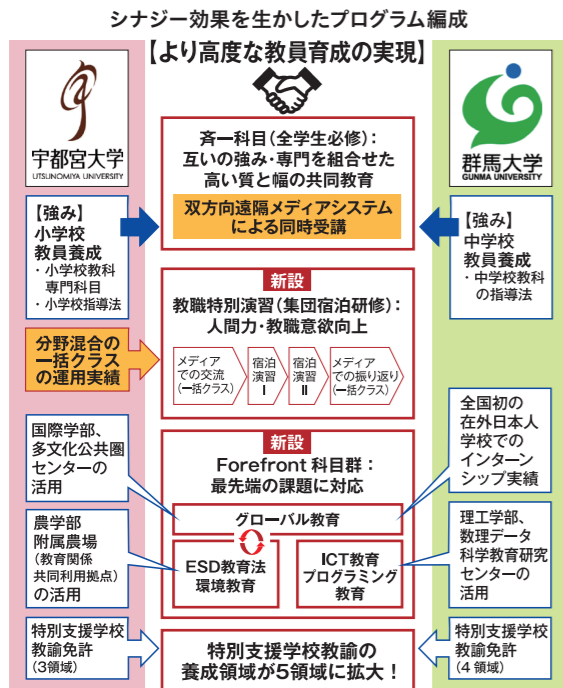 シナジー効果を生かしたプログラム編成
【より高度な教員育成の実現】
宇都宮大学
UTSUNOMIYA UNIVERSITY
群馬大学
GUNMA UNIVERSITY
斉一科目(全学生必修):
互いの強み・専門を組合せた
高い質と幅の共同教育
双方向遠隔メディアシステム
による同時受講
【強み】
小学校
教員養成
・小学校教科
専門科目
・小学校指導法
【強み】
中学校
教員養成
・中学校教科
の指導法
新設
教職特別演習(集団宿泊研修):
人間力・教職意欲向上
分野混合の
一括クラス
の運用実績
メディア
での交流
(一括クラス)
宿泊
演習
Ⅰ
宿泊
演習
Ⅱ
メディア
での振り返り
(一括クラス)
国際学部、
多文化公共圏
センターの
活用
全国初の
在外日本人
学校での
インターン
シップ実績
新設
Forefront 科目群:
最先端の課題に対応
グローバル教育
ESD教育法
環境教育
ICT教育
プログラミング
教育
農学部
附属農場
(教育関係
共同利用拠点)
の活用
理工学部、
数理データ
科学教育研究
センターの
活用
特別支援学校
教諭免許
(3領域)
特別支援学校教諭の
養成領域が5領域に拡大!
特別支援学校
教諭免許
(4 領域)